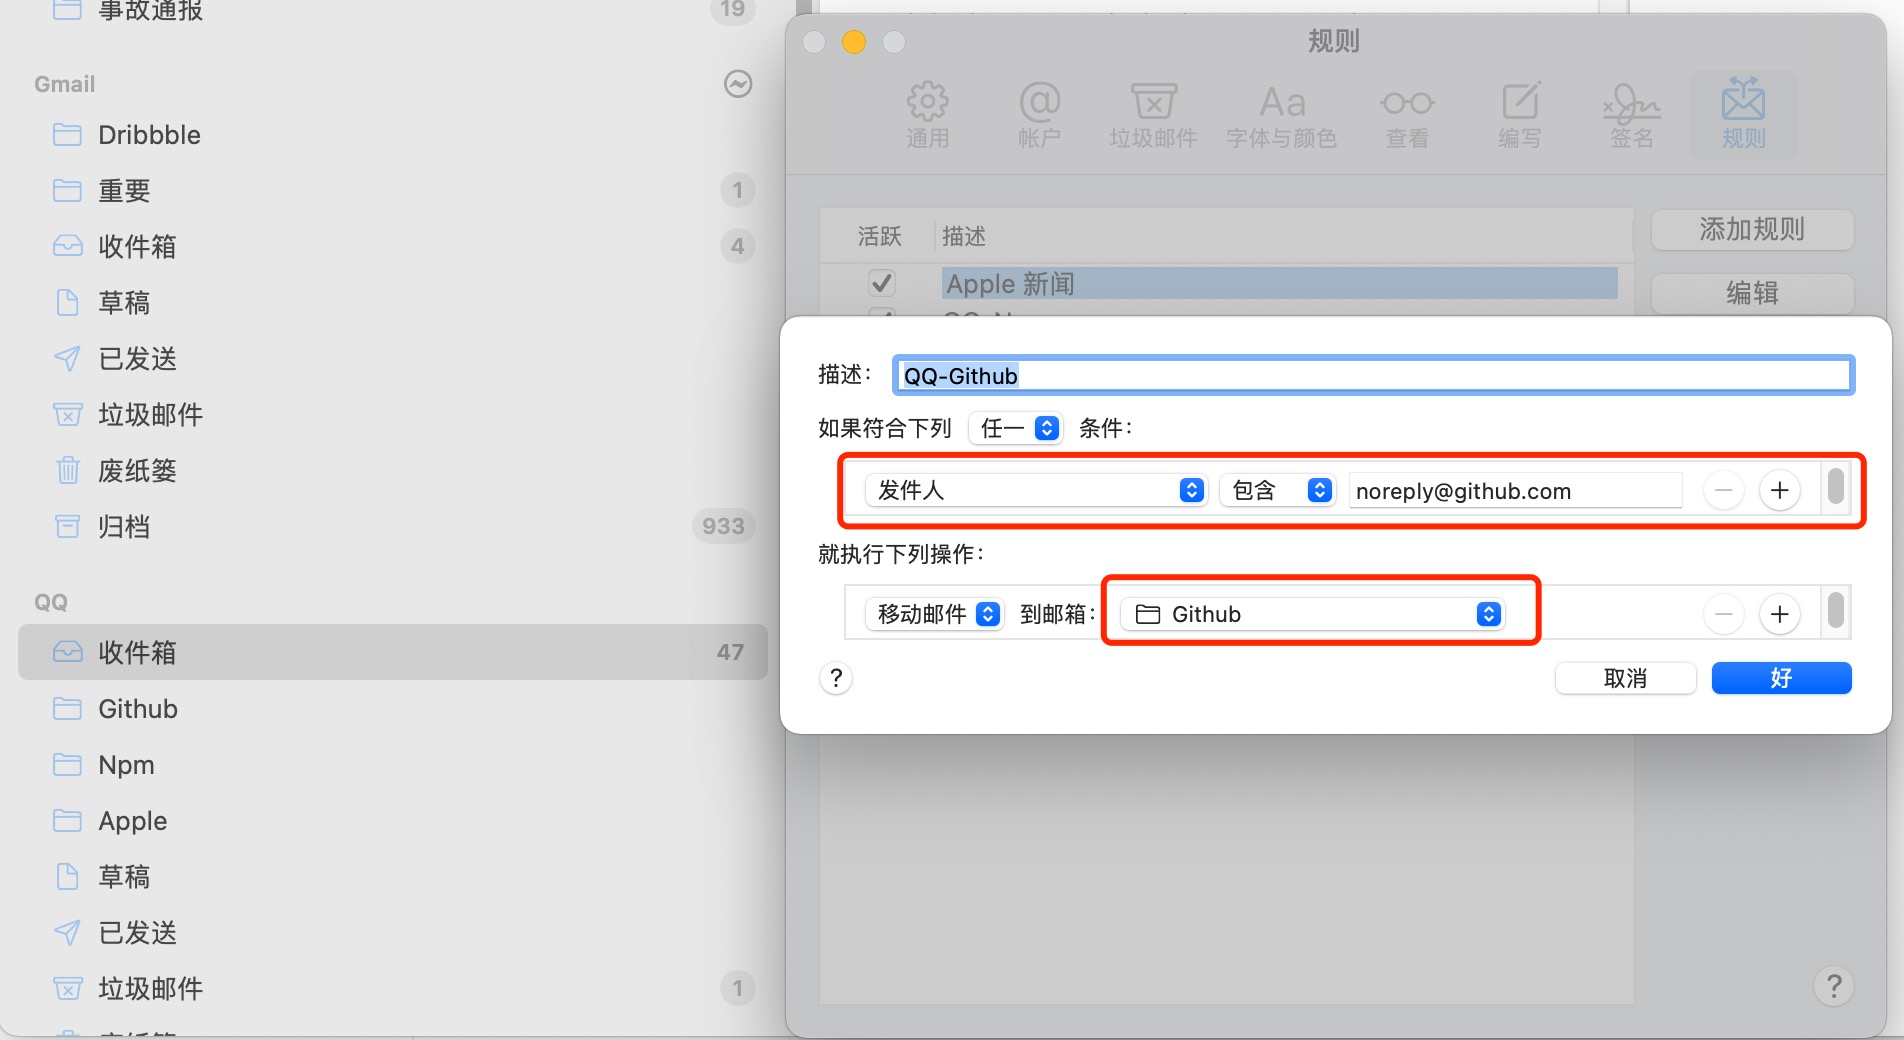 事故通报 19
Gmail
Dribbble
重要 1
收件箱 4
草稿
已发送
垃圾邮件
废纸篓
归档 933
QQ
收件箱 47
Github
Npm
Apple
草稿
已发送
垃圾邮件 1
规则
通用 帐户 垃圾邮件 字体与颜色 查看 编写 签名 规则
活跃 描述
添加规则
Apple 新闻
编辑
描述: QQ-Github
如果符合下列 任一 条件:
发件人 包含 noreply@github.com
就执行下列操作:
移动邮件 到邮箱: Github
? 取消 好
?